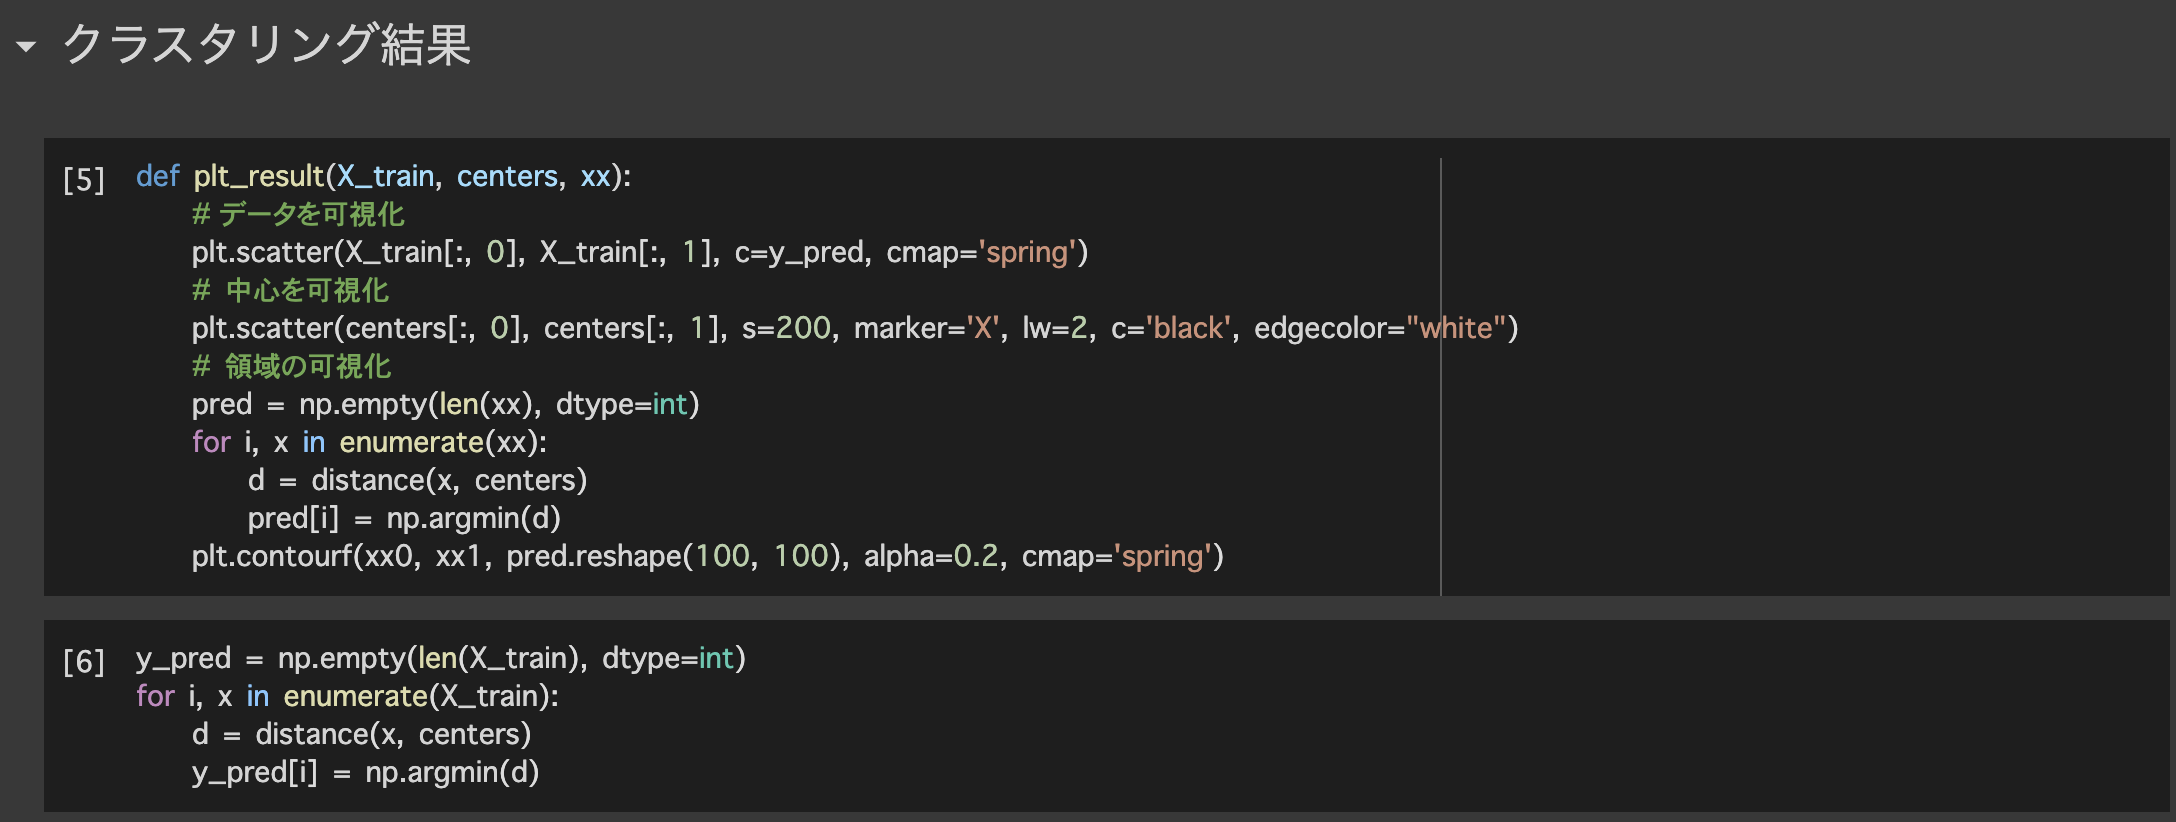 クラスタリング結果
[5] def plt_result(X_train, centers, xx):
# データを可視化
plt.scatter(X_train[:, 0], X_train[:, 1], c=y_pred, cmap='spring')
# 中心を可視化
plt.scatter(centers[:, 0], centers[:, 1], s=200, marker='X', lw=2, c='black', edgecolor="white")
# 領域の可視化
pred = np.empty(len(xx), dtype=int)
for i, x in enumerate(xx):
d = distance(x, centers)
pred[i] = np.argmin(d)
plt.contourf(xx0, xx1, pred.reshape(100, 100), alpha=0.2, cmap='spring')
[6] y_pred = np.empty(len(X_train), dtype=int)
for i, x in enumerate(X_train):
d = distance(x, centers)
y_pred[i] = np.argmin(d)